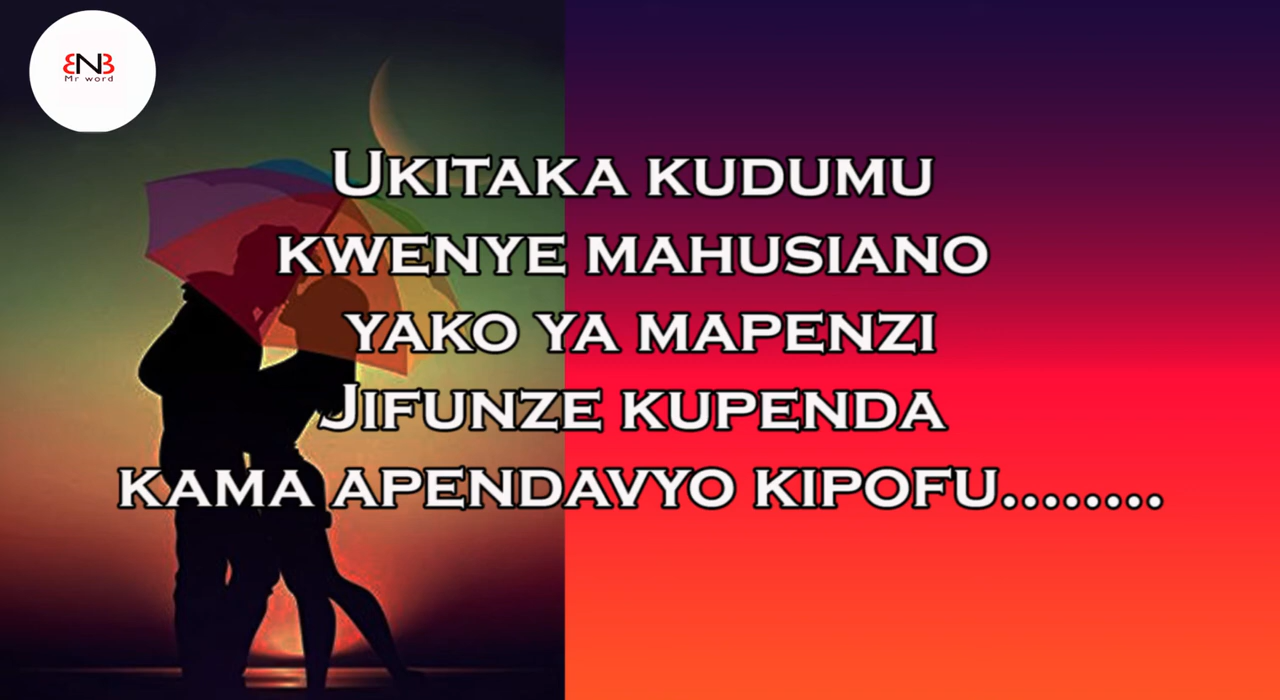 ENB
Mr word
UKITAKA KUDUMU
KWENYE MAHUSIANO
YAKO YA MAPENZI
JIFUNZE KUPENDA
KAMA APENDAVYO KIPOFU........